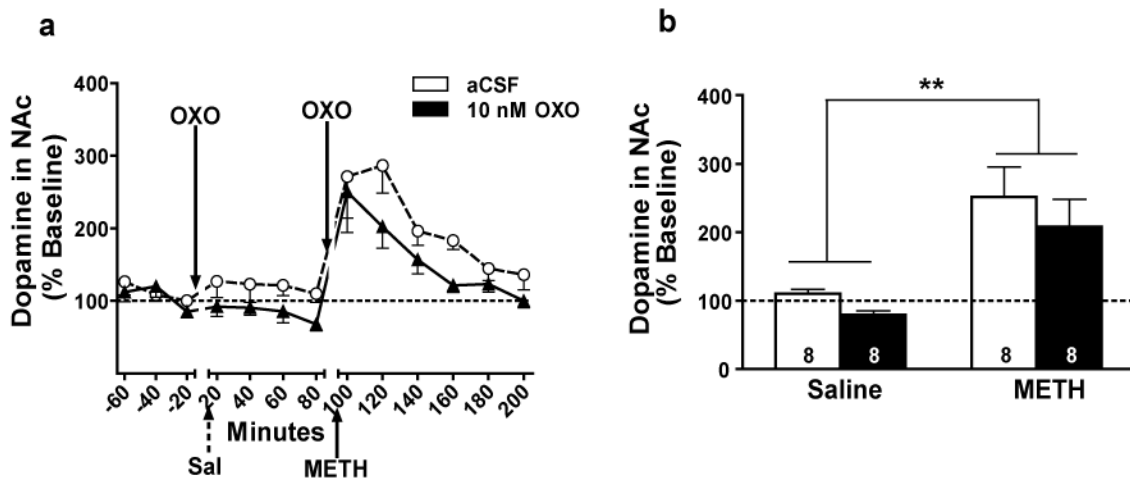 a
Dopamine in NAc
(% Baseline)
400
300
200
100
OXO
OXO
aCSF
10 nM OXO
-60
-40
-20
20
40
60
80
100
120
140
160
180
200
Minutes
Sal
METH
b
Dopamine in NAc
(% Baseline)
400
300
200
100
0
**
8
8
8
8
Saline
METH